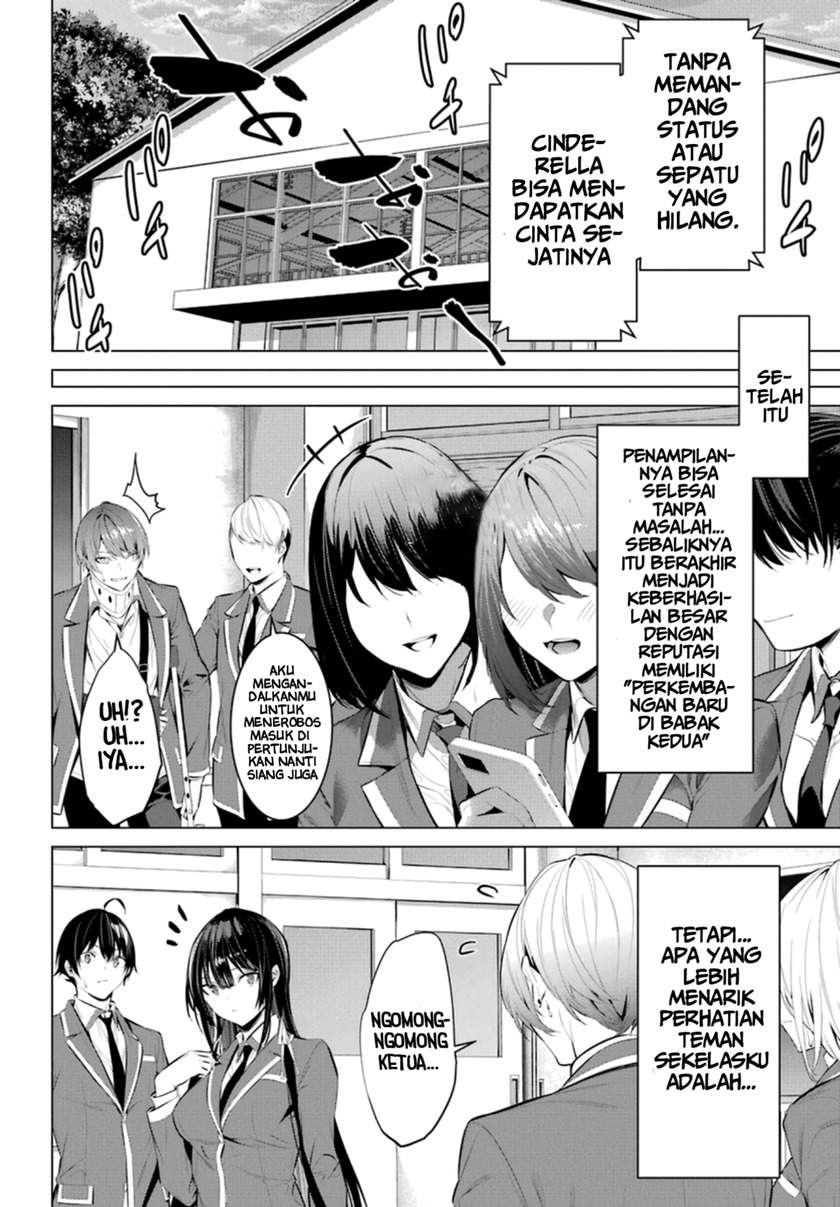 TANPA
MEMAN-
DANG
STATUS
ATAU
SEPATU
YANG
HILANG.
CINDE-
RELLA
BISA MEN-
DAPATKAN
CINTA SE-
JATINYA
SE-
TELAH
ITU
PENAMPILAN-
NYA BISA
SELESAI
TANPA
MASALAH...
SEBALIKNYA
ITU BERAKHIR
MENJADI
KEBERHASI-
LAN BESAR
DENGAN
REPUTASI
MEMILIKI
"PERKEMBA-
NGAN BARU
DI BABAK
KEDUA"
AKU
MENGAN-
DALKANMU
UNTUK
MENEROBOS
MASUK DI
PERTUNJU-
KAN NANTI
SIANG JUGA
UH!?
UH...
IYA...
TETAPI...
APA YANG
LEBIH
MENARIK
PERHATIAN
TEMAN
SEKELASKU
ADALAH...
NGOMONG-
NGOMONG
KETUA...